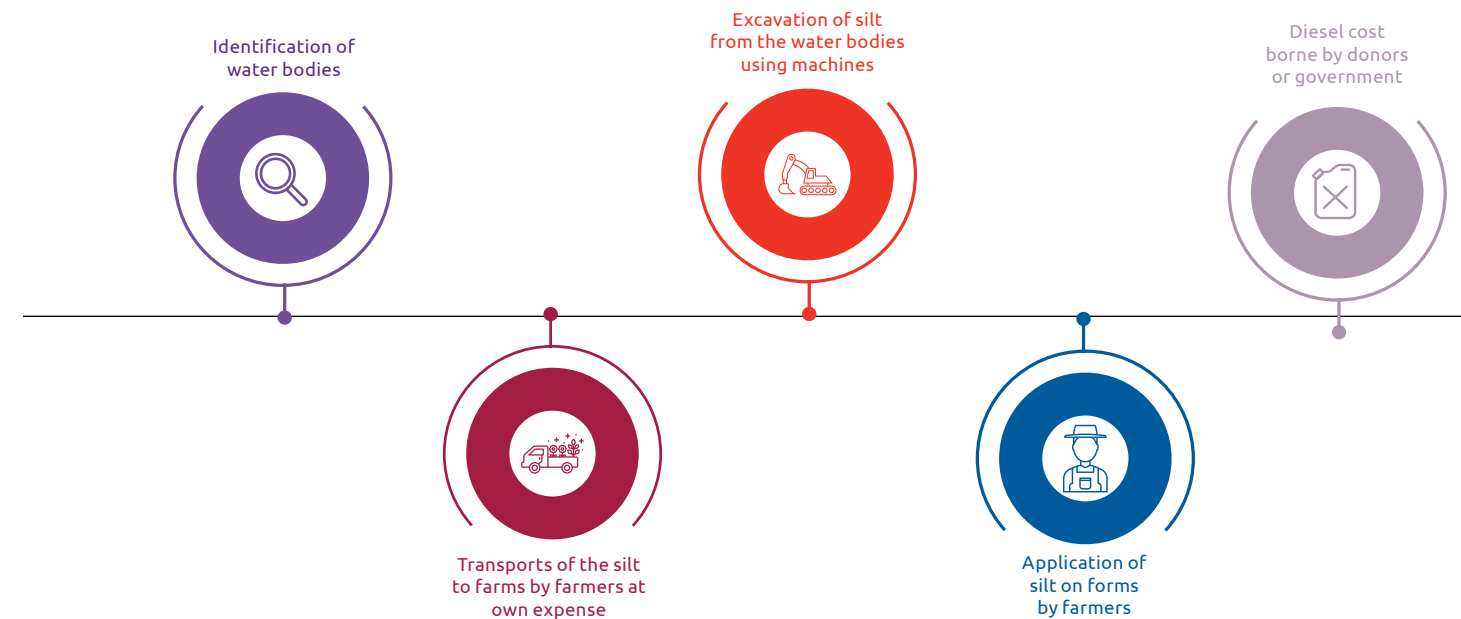 Identification of
water bodies
Transports of the silt
to farms by farmers at
own expense
Excavation of silt
from the water bodies
using machines
Application of
silt on forms
by farmers
Diesel cost
borne by donors
or government